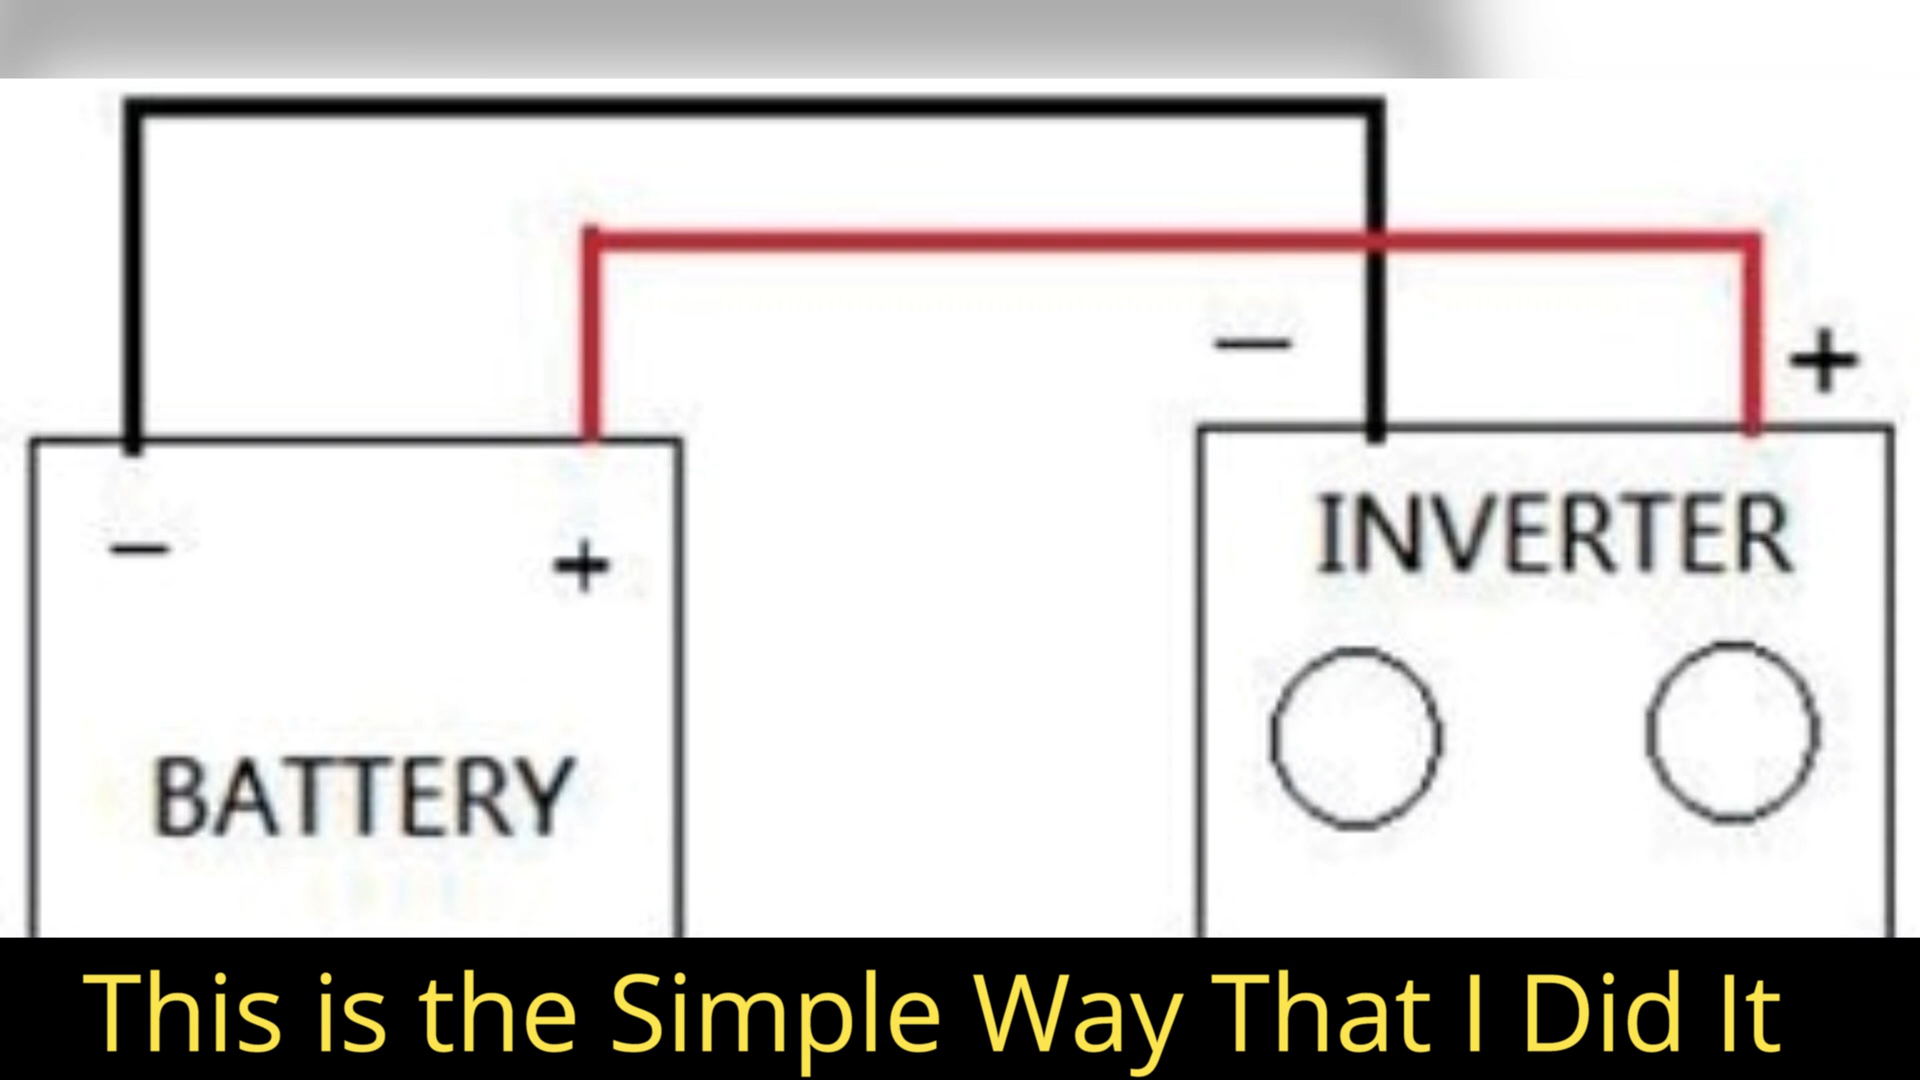 — +
INVERTER
— +
BATTERY
This is the Simple Way That I Did It